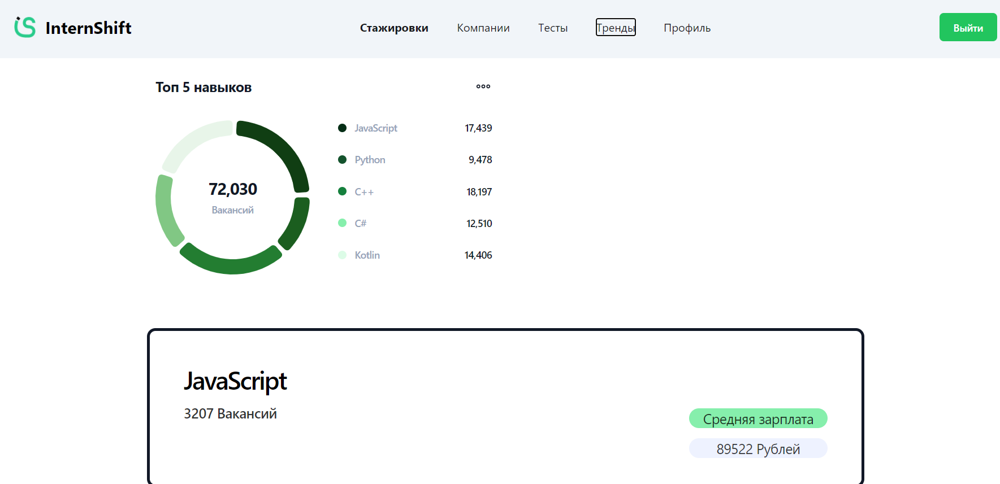 InternShift Стажировки Компании Тесты Тренды Профиль Выйти
Топ 5 навыков
JavaScript 17,439
Python 9,478
72,030
Вакансий
C++ 18,197
C# 12,510
Kotlin 14,406
JavaScript
3207 Вакансий
Средняя зарплата
89522 Рублей